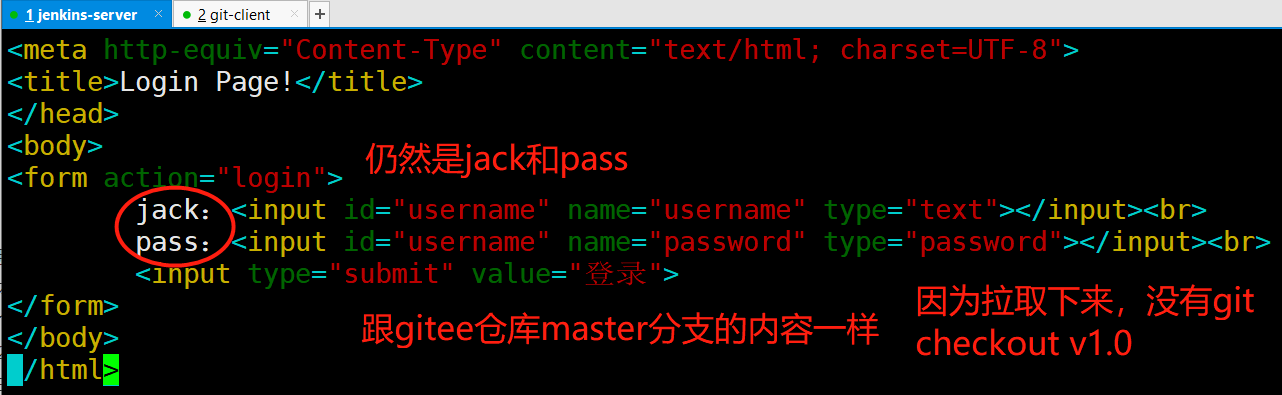 1 jenkins-server × 2 git-client × +
<meta http-equiv="Content-Type" content="text/html; charset=UTF-8">
<title>Login Page!</title>
</head>
<body>
仍然是jack和pass
<form action="login">
jack：<input id="username" name="username" type="text"></input><br>
pass：<input id="username" name="password" type="password"></input><br>
<input type="submit" value="登录">
</form>
因为拉取下来，没有git
跟gitee仓库master分支的内容一样
checkout v1.0
</body>
</html>